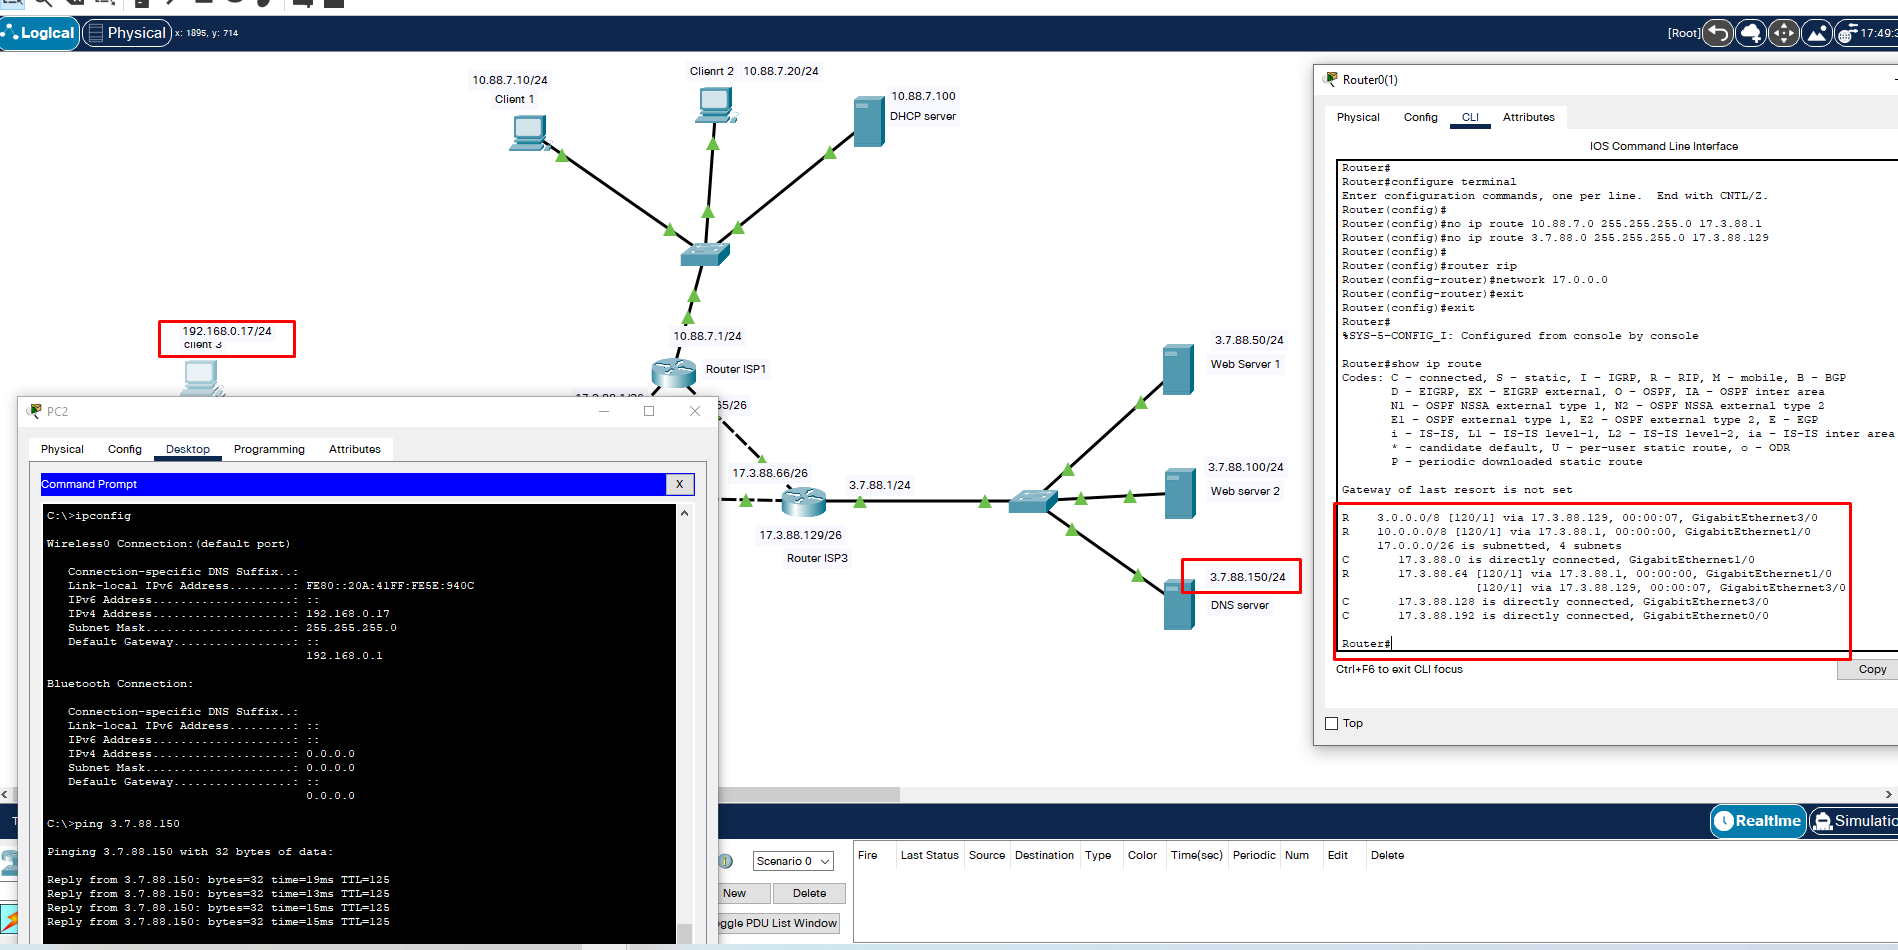 Logical
Physical
x: 1895, y: 714
[Root]
17:49:3
10.88.7.10/24
Client 1
Clienrt 2 10.88.7.20/24
10.88.7.100
DHCP server
192.168.0.17/24
client 3
10.88.7.1/24
Router ISP1
65/26
17.3.88.66/26
3.7.88.1/24
17.3.88.129/26
Router ISP3
3.7.88.50/24
Web Server 1
3.7.88.100/24
Web server 2
3.7.88.150/24
DNS server
PC2
Physical Config Desktop Programming Attributes
Command Prompt
X
C:\>ipconfig
Wireless0 Connection:(default port)
Connection-specific DNS Suffix..:
Link-local IPv6 Address.........: FE80::20A:41FF:FE5E:940C
IPv6 Address....................: ::
IPv4 Address....................: 192.168.0.17
Subnet Mask.....................: 255.255.255.0
Default Gateway.................: ::
192.168.0.1
Bluetooth Connection:
Connection-specific DNS Suffix..:
Link-local IPv6 Address.........: ::
IPv6 Address....................: ::
IPv4 Address....................: 0.0.0.0
Subnet Mask.....................: 0.0.0.0
Default Gateway.................: ::
0.0.0.0
C:\>ping 3.7.88.150
Pinging 3.7.88.150 with 32 bytes of data:
Reply from 3.7.88.150: bytes=32 time=19ms TTL=125
Reply from 3.7.88.150: bytes=32 time=13ms TTL=125
Reply from 3.7.88.150: bytes=32 time=15ms TTL=125
Reply from 3.7.88.150: bytes=32 time=15ms TTL=125
Router0(1)
Physical Config CLI Attributes
IOS Command Line Interface
Router#
Router#configure terminal
Enter configuration commands, one per line.  End with CNTL/Z.
Router(config)#
Router(config)#no ip route 10.88.7.0 255.255.255.0 17.3.88.1
Router(config)#no ip route 3.7.88.0 255.255.255.0 17.3.88.129
Router(config)#
Router(config)#router rip
Router(config-router)#network 17.0.0.0
Router(config-router)#exit
Router(config)#exit
Router#
%SYS-5-CONFIG_I: Configured from console by console
Router#show ip route
Codes: C - connected, S - static, I - IGRP, R - RIP, M - mobile, B - BGP
D - EIGRP, EX - EIGRP external, O - OSPF, IA - OSPF inter area
N1 - OSPF NSSA external type 1, N2 - OSPF NSSA external type 2
E1 - OSPF external type 1, E2 - OSPF external type 2, E - EGP
i - IS-IS, L1 - IS-IS level-1, L2 - IS-IS level-2, ia - IS-IS inter area
* - candidate default, U - per-user static route, o - ODR
P - periodic downloaded static route
Gateway of last resort is not set
R    3.0.0.0/8 [120/1] via 17.3.88.129, 00:00:07, GigabitEthernet3/0
R    10.0.0.0/8 [120/1] via 17.3.88.1, 00:00:00, GigabitEthernet1/0
17.0.0.0/26 is subnetted, 4 subnets
C       17.3.88.0 is directly connected, GigabitEthernet1/0
R       17.3.88.64 [120/1] via 17.3.88.1, 00:00:00, GigabitEthernet1/0
[120/1] via 17.3.88.129, 00:00:07, GigabitEthernet3/0
C       17.3.88.128 is directly connected, GigabitEthernet3/0
C       17.3.88.192 is directly connected, GigabitEthernet0/0
Router#
Ctrl+F6 to exit CLI focus
Copy
Top
Realtime
Simulatio
Scenario 0
New
Delete
oggle PDU List Window
Fire Last Status Source Destination Type Color Time(sec) Periodic Num Edit Delete